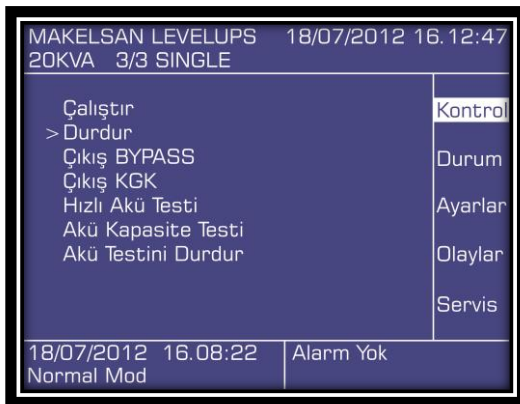 MAKELSAN LEVELUPS 18/07/2012 16.12:47
20KVA 3/3 SINGLE
Çalıştır
>Durdur
Çıkış BYPASS
Çıkış KGK
Hızlı Akü Testi
Akü Kapasite Testi
Akü Testini Durdur
Kontrol
Durum
Ayarlar
Olaylar
Servis
18/07/2012 16.08:22 Alarm Yok
Normal Mod